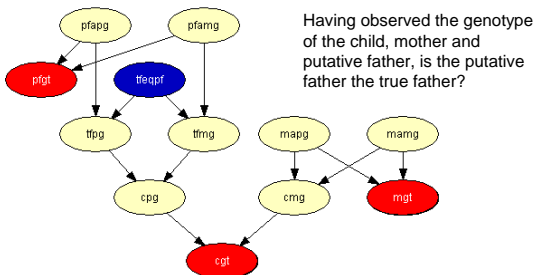 pfapg pfamg
Having observed the genotype
of the child, mother and
putative father, is the putative
father the true father?
pfgt tfeqpf
tfpg tfmg mapg mamg
cpg cmg mgt
cgt